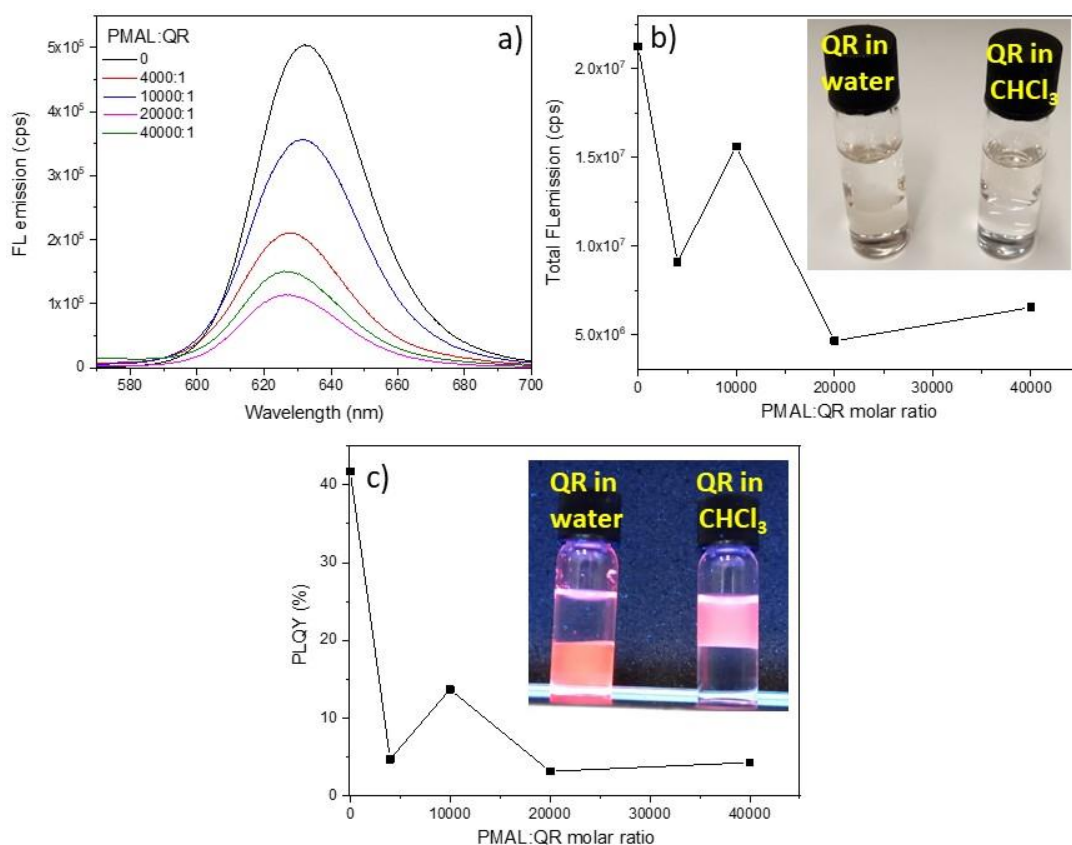 a)
PMAL:QR
0
4000:1
10000:1
20000:1
40000:1
5x10⁵
4x10⁵
3x10⁵
2x10⁵
1x10⁵
0
580 600 620 640 660 680 700
FL emission (cps)
Wavelength (nm)
b)
QR in
water
QR in
CHCl₃
2.0x10⁷
1.5x10⁷
1.0x10⁷
5.0x10⁶
0 10000 20000 30000 40000
Total FLemission (cps)
PMAL:QR molar ratio
c)
QR in
water
QR in
CHCl₃
40
30
20
10
0
0 10000 20000 30000 40000
PLQY (%)
PMAL:QR molar ratio